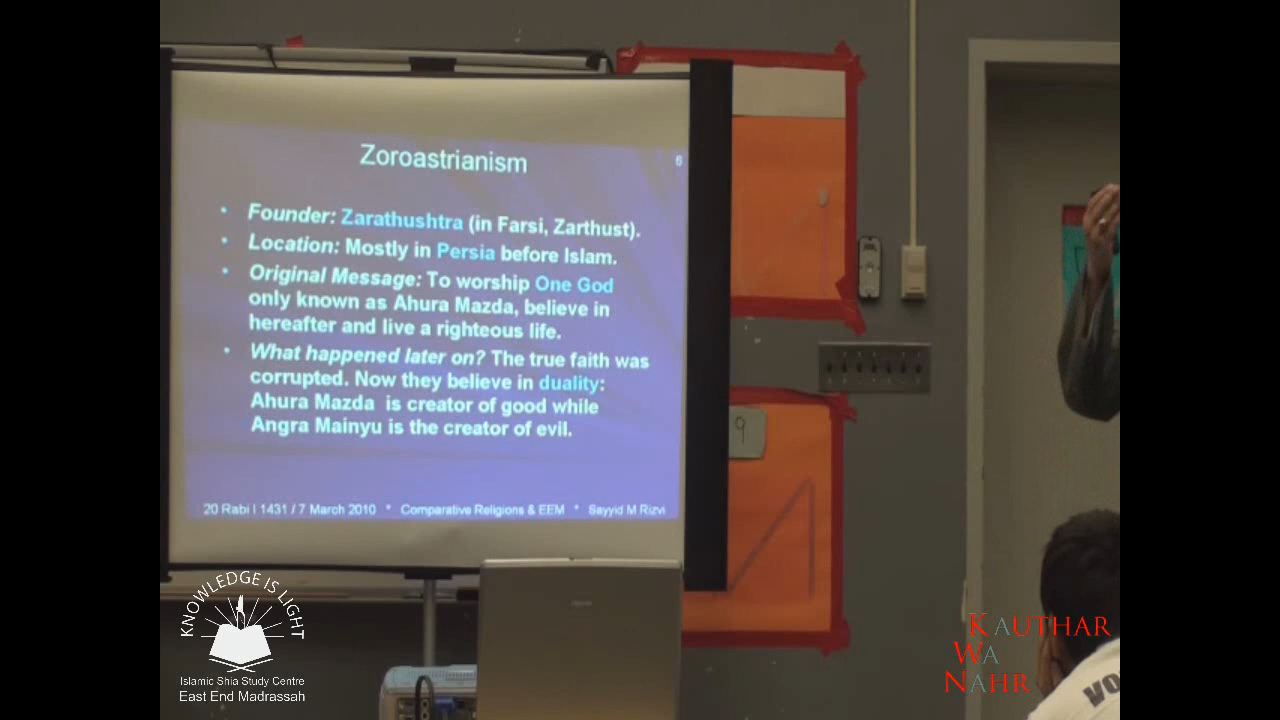 Zoroastrianism
6
• Founder: Zarathushtra (in Farsi, Zarthust).
• Location: Mostly in Persia before Islam.
• Original Message: To worship One God
only known as Ahura Mazda, believe in
hereafter and live a righteous life.
• What happened later on? The true faith was
corrupted. Now they believe in duality:
Ahura Mazda is creator of good while
Angra Mainyu is the creator of evil.
20 Rabi I 1431 / 7 March 2010 * Comparative Religions & EEM * Sayyid M Rizvi
9
KNOWLEDGE IS LIGHT
Islamic Shia Study Centre
East End Madrassah
KAUTHAR
WA
NAHR